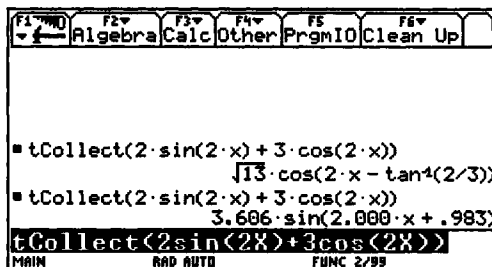 F1 F2 F3 F4 F5 F6
Algebra Calc Other PrgmIO Clean Up
▪ tCollect(2·sin(2·x) + 3·cos(2·x))
√13·cos(2·x − tan⁻¹(2/3))
▪ tCollect(2·sin(2·x) + 3·cos(2·x))
3.606·sin(2.000·x + .983)
tCollect(2sin(2X)+3cos(2X))
MAIN RAD AUTO FUNC 2/99